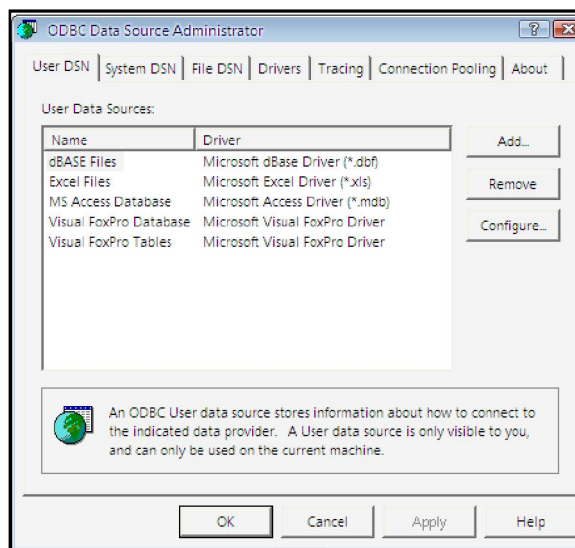 ODBC Data Source Administrator
User DSN System DSN File DSN Drivers Tracing Connection Pooling About
User Data Sources:
Name Driver
dBASE Files Microsoft dBase Driver (*.dbf)
Excel Files Microsoft Excel Driver (*.xls)
MS Access Database Microsoft Access Driver (*.mdb)
Visual FoxPro Database Microsoft Visual FoxPro Driver
Visual FoxPro Tables Microsoft Visual FoxPro Driver
Add...
Remove
Configure...
An ODBC User data source stores information about how to connect to
the indicated data provider. A User data source is only visible to you,
and can only be used on the current machine.
OK Cancel Apply Help